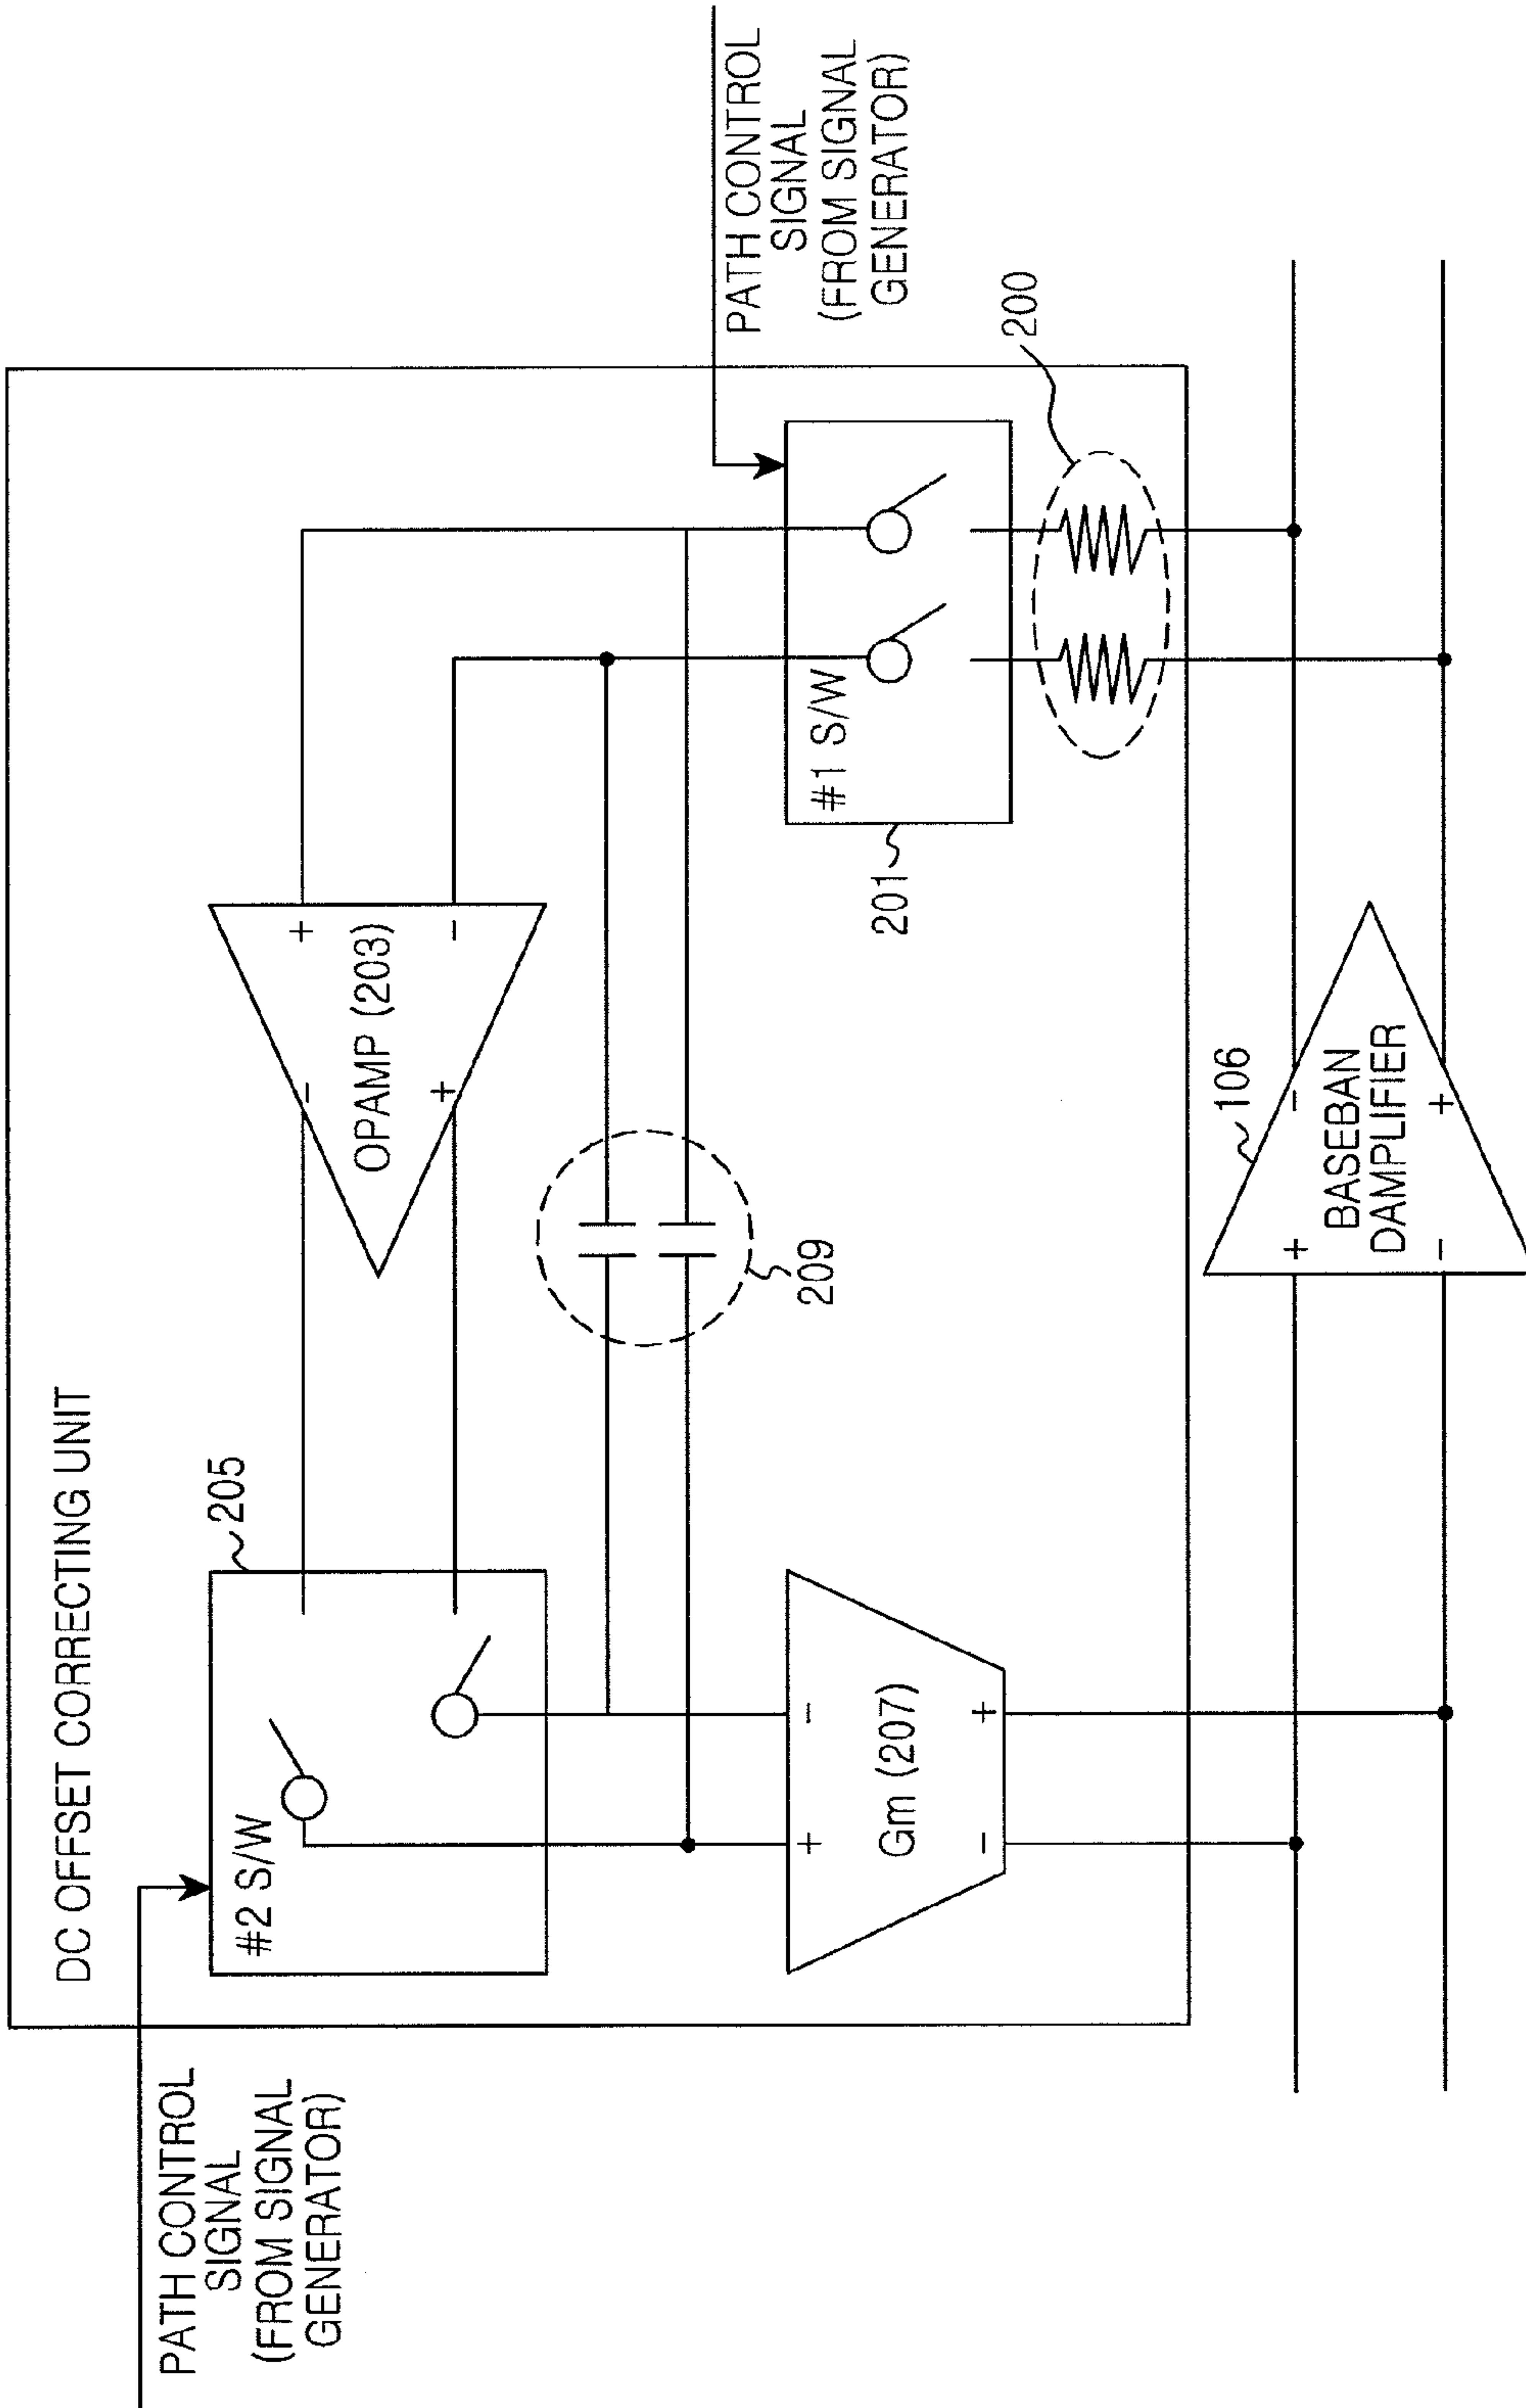 DC OFFSET CORRECTING UNIT
PATH CONTROL
SIGNAL
(FROM SIGNAL
GENERATOR)
#2 S/W
205
-
+
OPAMP (203)
+
-
209
PATH CONTROL
SIGNAL
(FROM SIGNAL
GENERATOR)
#1 S/W
201
200
+
-
Gm (207)
-
+
106
+
-
BASEBAN
DAMPLIFIER
-
+